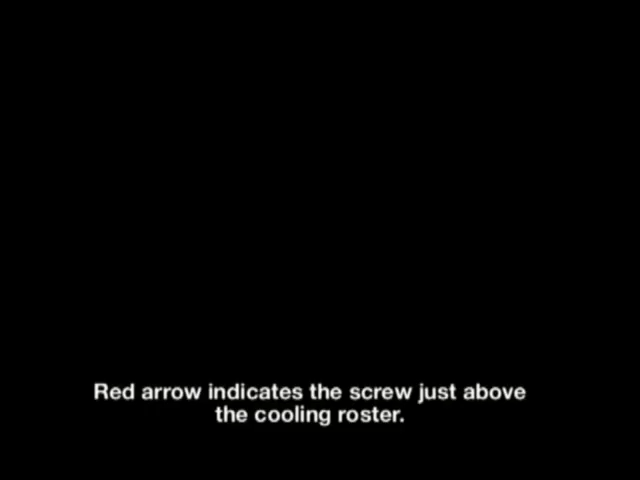 Red arrow indicates the screw just above
the cooling roster.